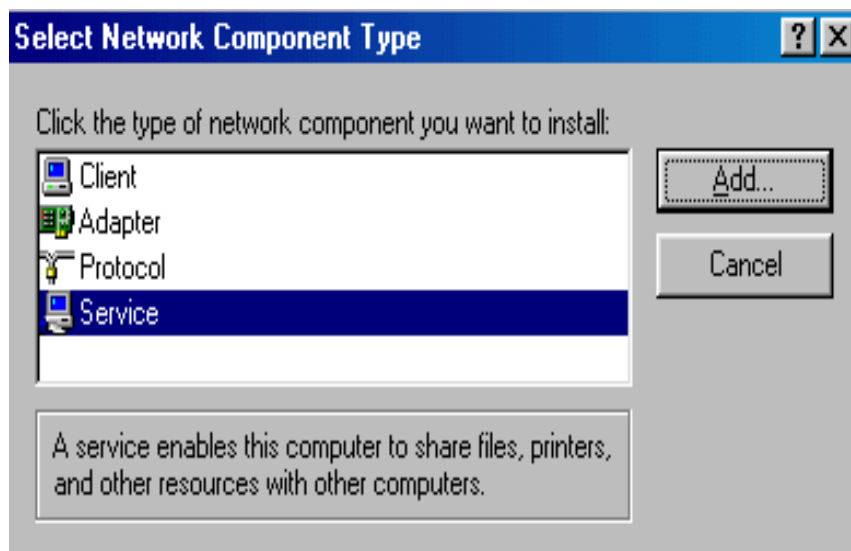 Select Network Component Type
Click the type of network component you want to install:
Client
Adapter
Protocol
Service
Add...
Cancel
A service enables this computer to share files, printers,
and other resources with other computers.